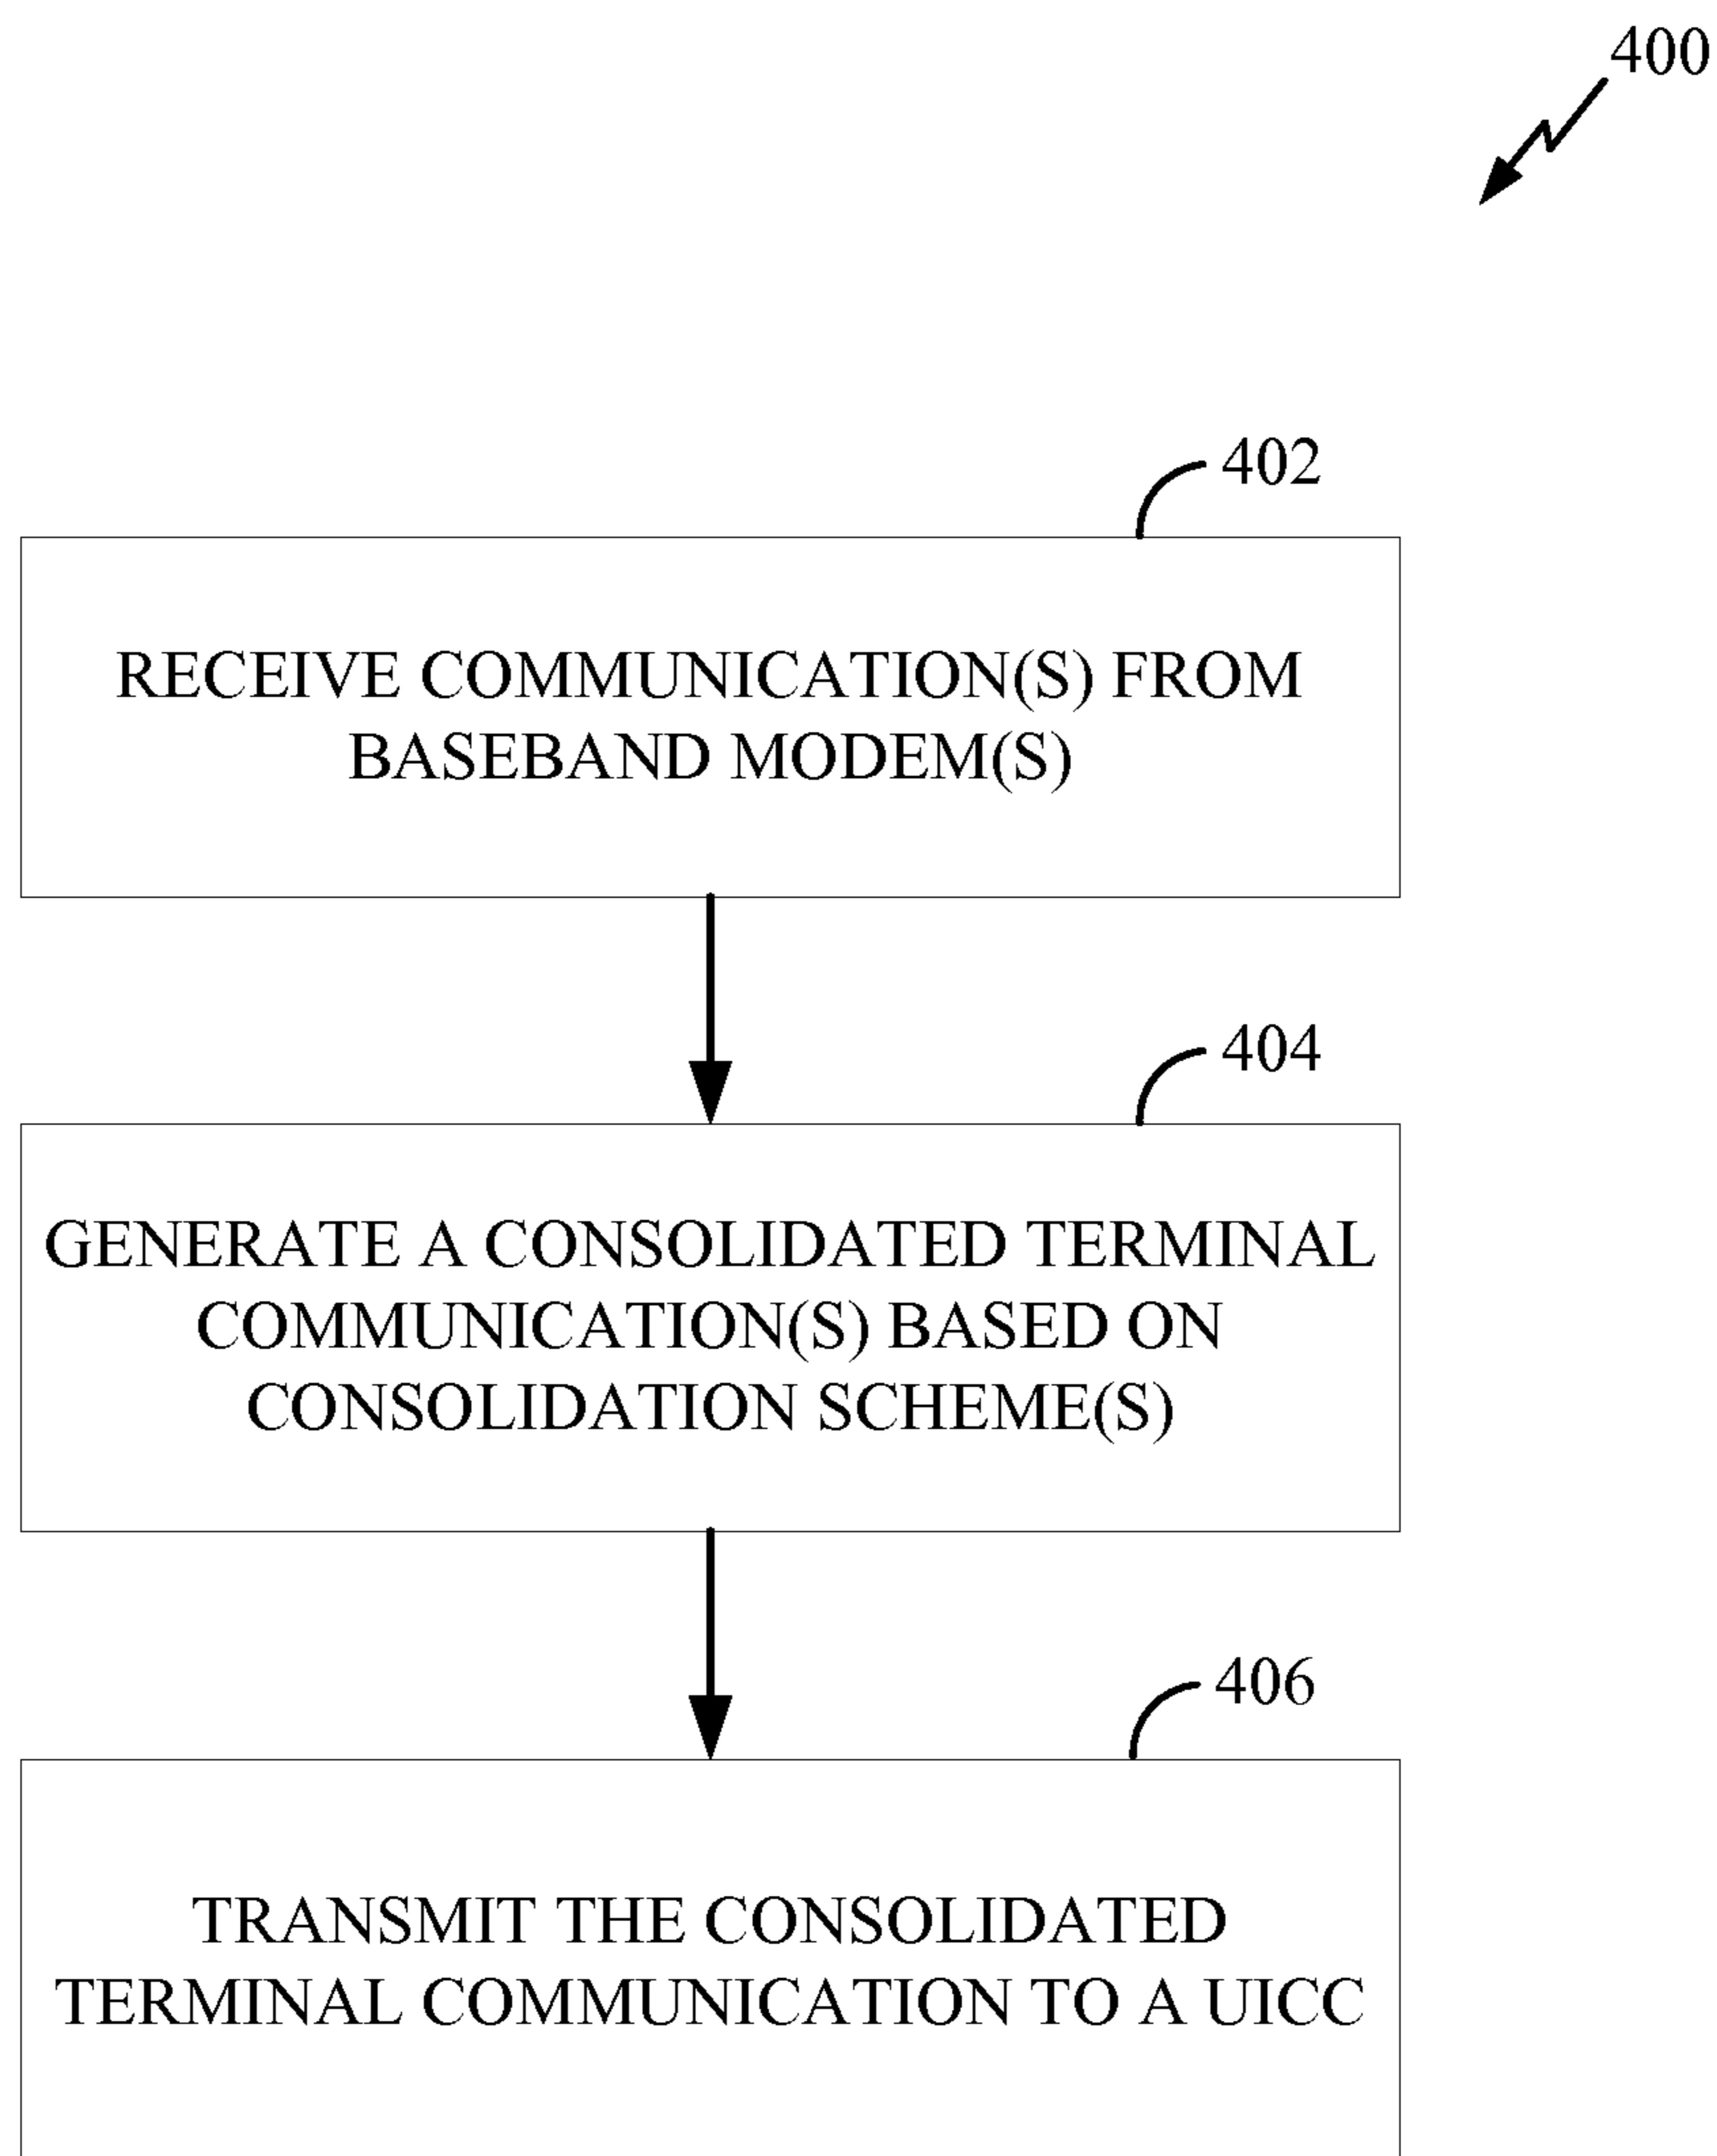 400
402
RECEIVE COMMUNICATION(S) FROM
BASEBAND MODEM(S)
404
GENERATE A CONSOLIDATED TERMINAL
COMMUNICATION(S) BASED ON
CONSOLIDATION SCHEME(S)
406
TRANSMIT THE CONSOLIDATED
TERMINAL COMMUNICATION TO A UICC